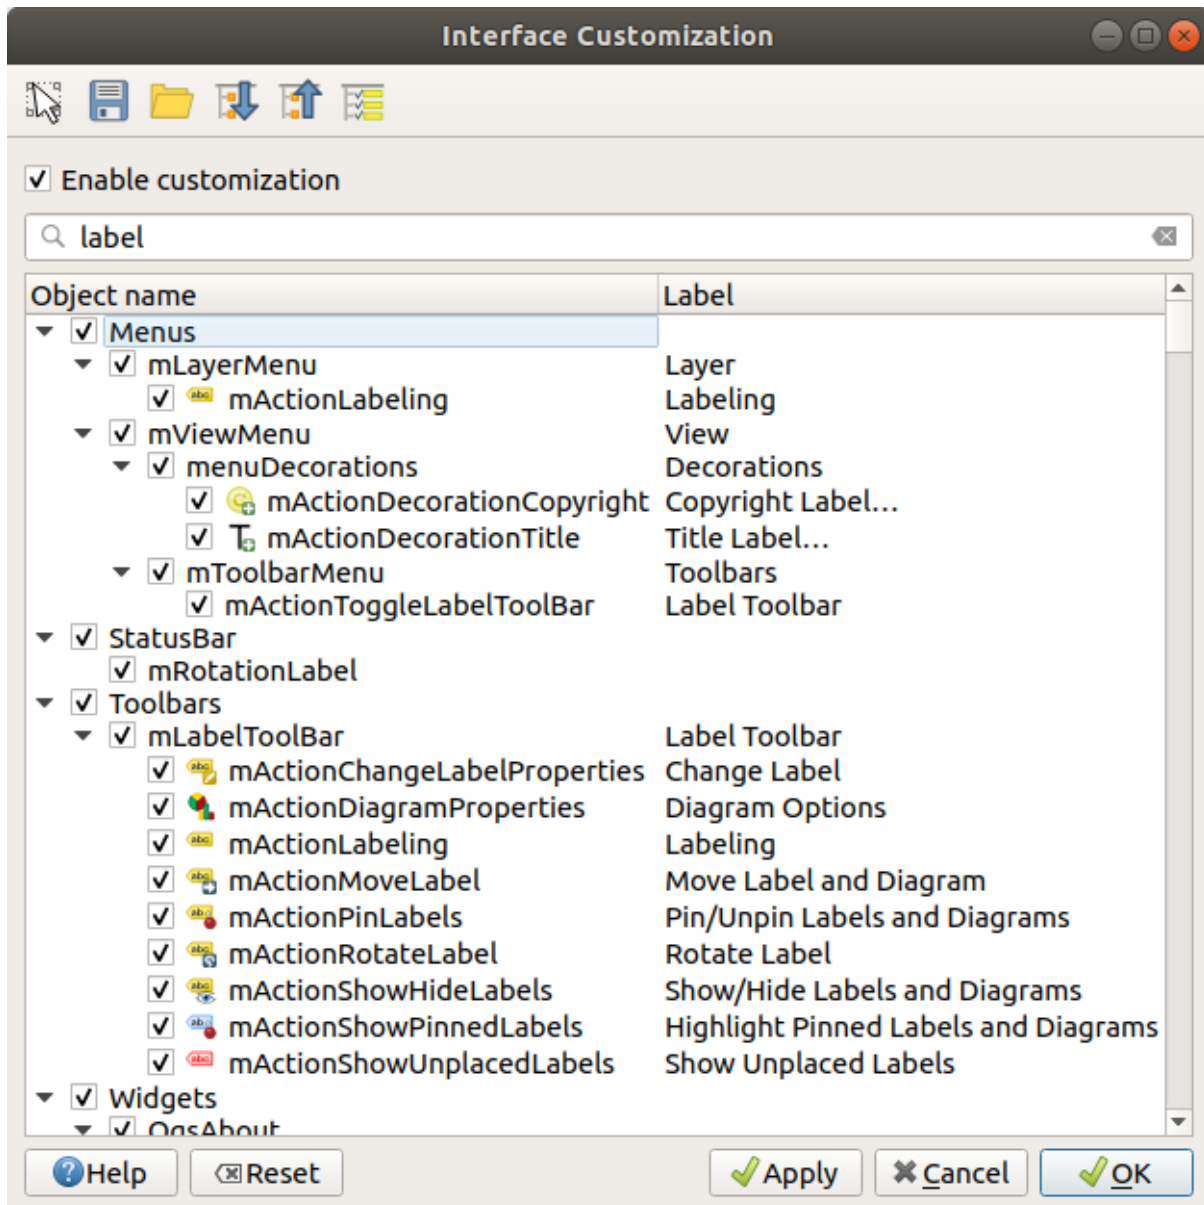 Interface Customization
Enable customization
label
Object name Label
Menus
mLayerMenu Layer
mActionLabeling Labeling
mViewMenu View
menuDecorations Decorations
mActionDecorationCopyright Copyright Label...
mActionDecorationTitle Title Label...
mToolbarMenu Toolbars
mActionToggleLabelToolBar Label Toolbar
StatusBar
mRotationLabel
Toolbars
mLabelToolBar Label Toolbar
mActionChangeLabelProperties Change Label
mActionDiagramProperties Diagram Options
mActionLabeling Labeling
mActionMoveLabel Move Label and Diagram
mActionPinLabels Pin/Unpin Labels and Diagrams
mActionRotateLabel Rotate Label
mActionShowHideLabels Show/Hide Labels and Diagrams
mActionShowPinnedLabels Highlight Pinned Labels and Diagrams
mActionShowUnplacedLabels Show Unplaced Labels
Widgets
QgsAbout
Help Reset Apply Cancel OK